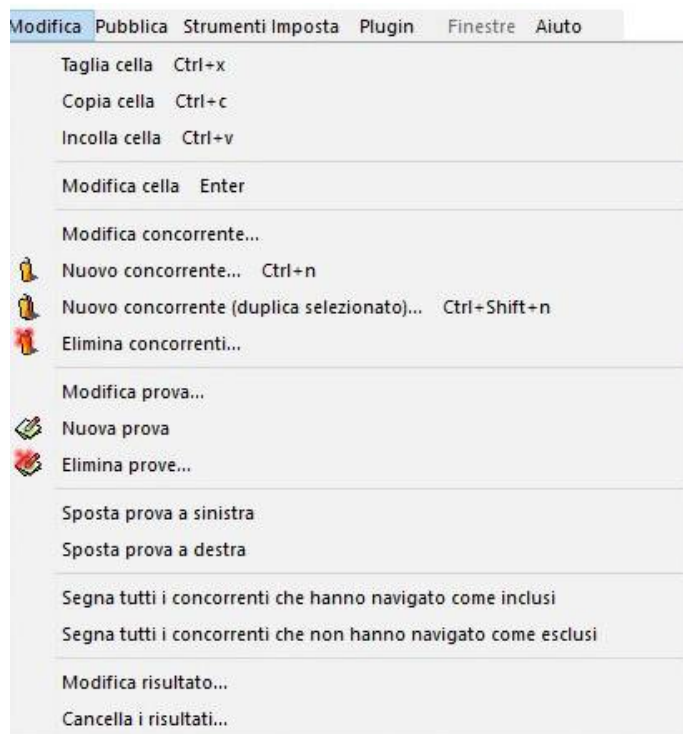 Modifica Pubblica Strumenti Imposta Plugin Finestre Aiuto
Taglia cella Ctrl+x
Copia cella Ctrl+c
Incolla cella Ctrl+v
Modifica cella Enter
Modifica concorrente...
Nuovo concorrente... Ctrl+n
Nuovo concorrente (duplica selezionato)... Ctrl+Shift+n
Elimina concorrenti...
Modifica prova...
Nuova prova
Elimina prove...
Sposta prova a sinistra
Sposta prova a destra
Segna tutti i concorrenti che hanno navigato come inclusi
Segna tutti i concorrenti che non hanno navigato come esclusi
Modifica risultato...
Cancella i risultati...